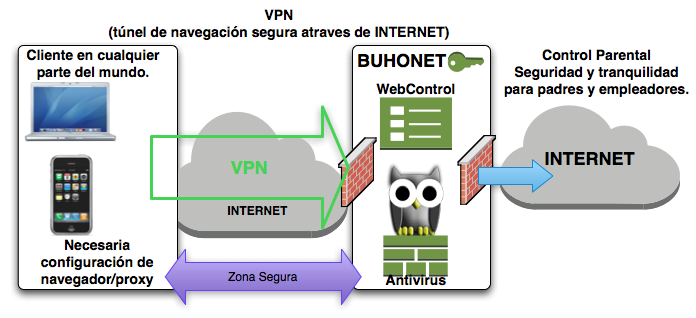 VPN
(túnel de navegación segura atraves de INTERNET)
Cliente en cualquier
parte del mundo.
Necesaria
configuración de
navegador/proxy
VPN
INTERNET
Zona Segura
BUHONET
WebControl
Antivirus
Control Parental
Seguridad y tranquilidad
para padres y empleadores.
INTERNET